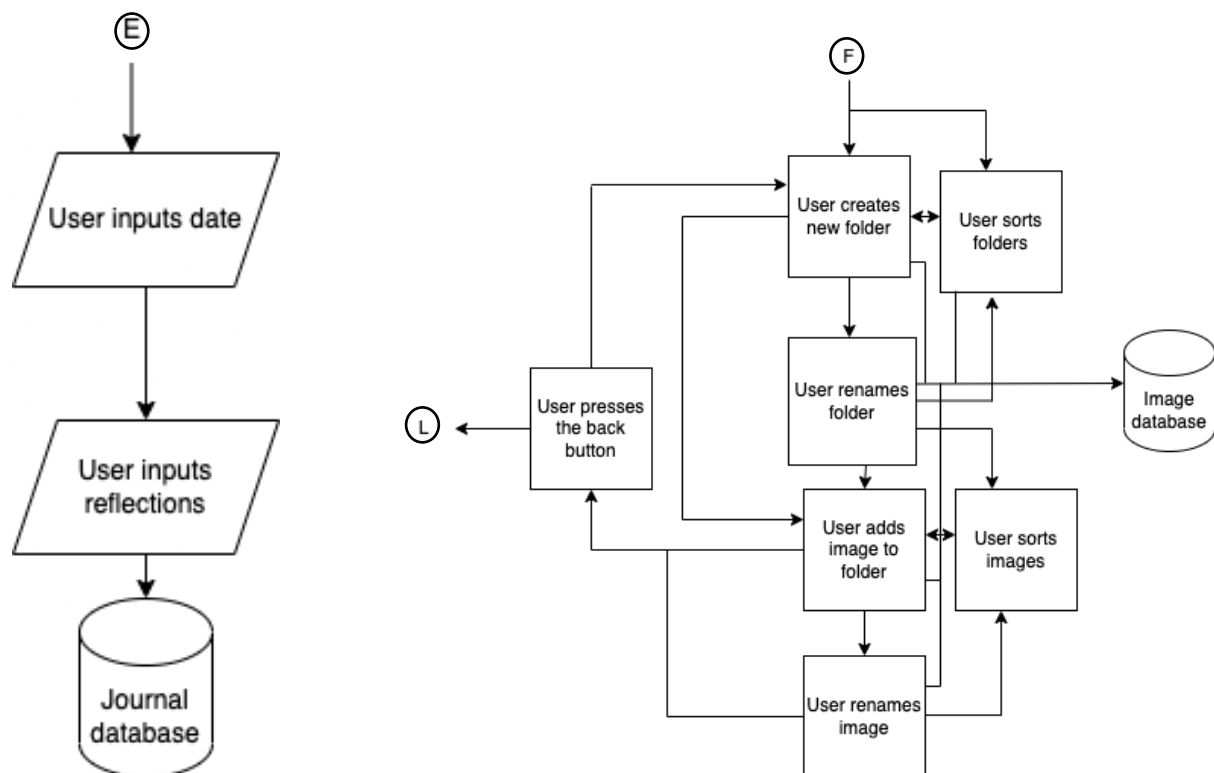 E
User inputs date
User inputs
reflections
Journal
database
F
User creates
new folder
User sorts
folders
User renames
folder
Image
database
User presses
the back
button
L
User adds
image to
folder
User sorts
images
User renames
image